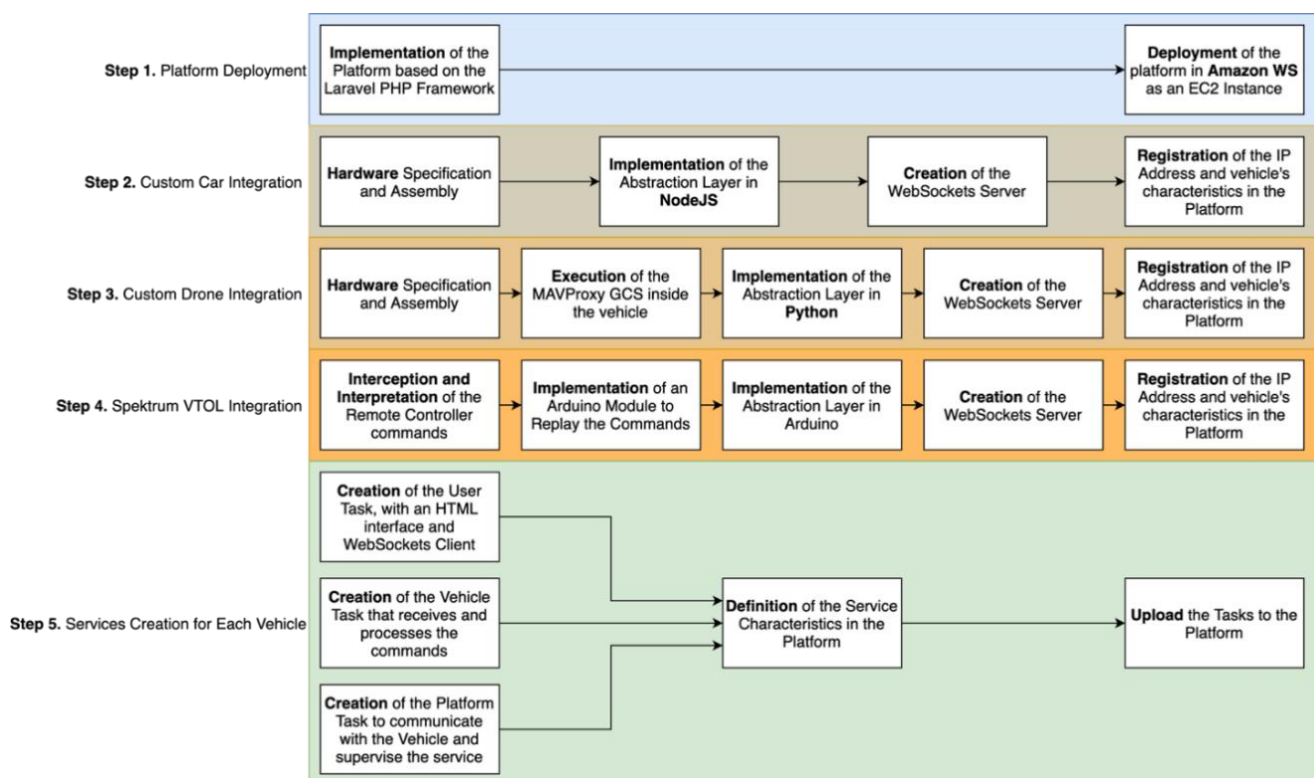 Step 1. Platform Deployment
Implementation of the
Platform based on the
Laravel PHP Framework
Deployment of the
platform in Amazon WS
as an EC2 Instance
Step 2. Custom Car Integration
Hardware Specification
and Assembly
Implementation of the
Abstraction Layer in
NodeJS
Creation of the
WebSockets Server
Registration of the IP
Address and vehicle's
characteristics in the
Platform
Step 3. Custom Drone Integration
Hardware Specification
and Assembly
Execution of the
MAVProxy GCS inside
the vehicle
Implementation of the
Abstraction Layer in
Python
Creation of the
WebSockets Server
Registration of the IP
Address and vehicle's
characteristics in the
Platform
Step 4. Spektrum VTOL Integration
Interception and
Interpretation of the
Remote Controller
commands
Implementation of an
Arduino Module to
Replay the Commands
Implementation of the
Abstraction Layer in
Arduino
Creation of the
WebSockets Server
Registration of the IP
Address and vehicle's
characteristics in the
Platform
Step 5. Services Creation for Each Vehicle
Creation of the User
Task, with an HTML
interface and
WebSockets Client
Creation of the Vehicle
Task that receives and
processes the
commands
Creation of the Platform
Task to communicate
with the Vehicle and
supervise the service
Definition of the Service
Characteristics in the
Platform
Upload the Tasks to the
Platform